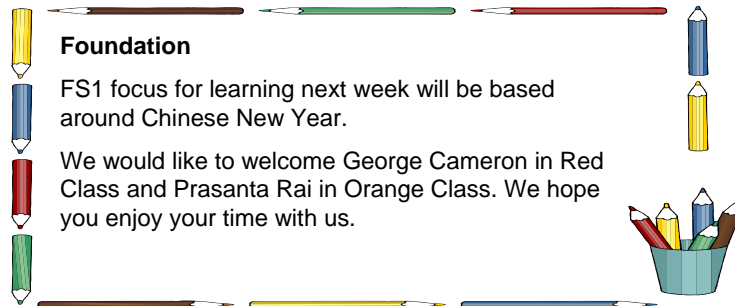 Foundation
FS1 focus for learning next week will be based
around Chinese New Year.
We would like to welcome George Cameron in Red
Class and Prasanta Rai in Orange Class. We hope
you enjoy your time with us.